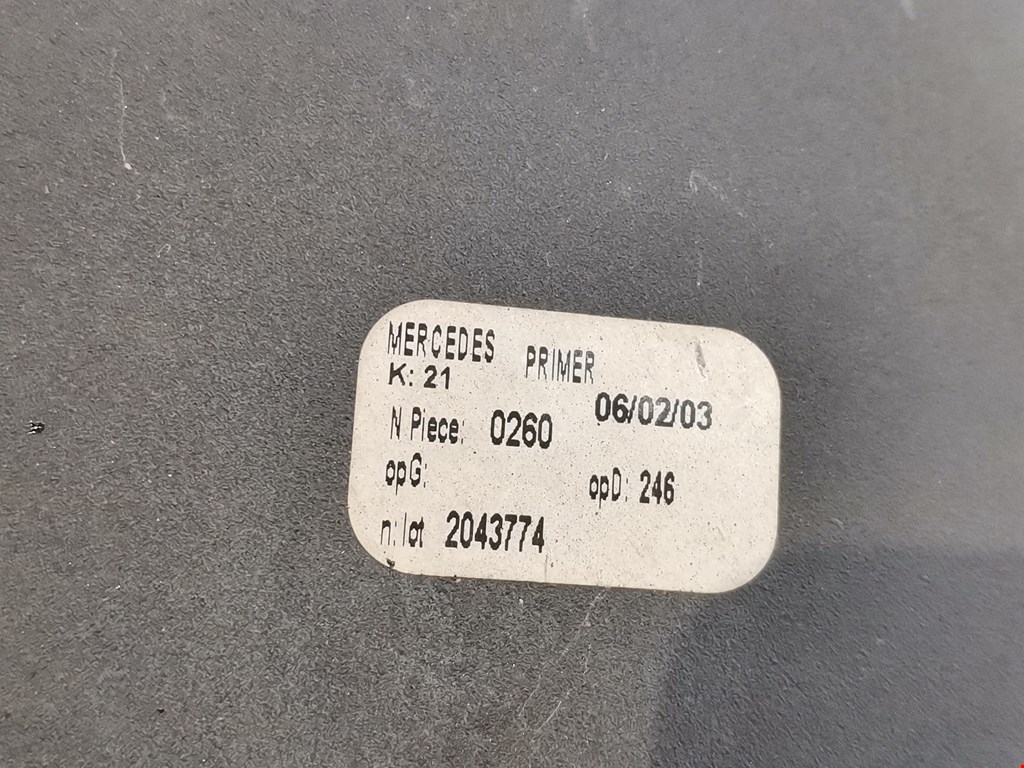 MERCEDES PRIMER
K: 21
06/02/03
N Piece: 0260
opG: opD: 246
n: lot 2043774